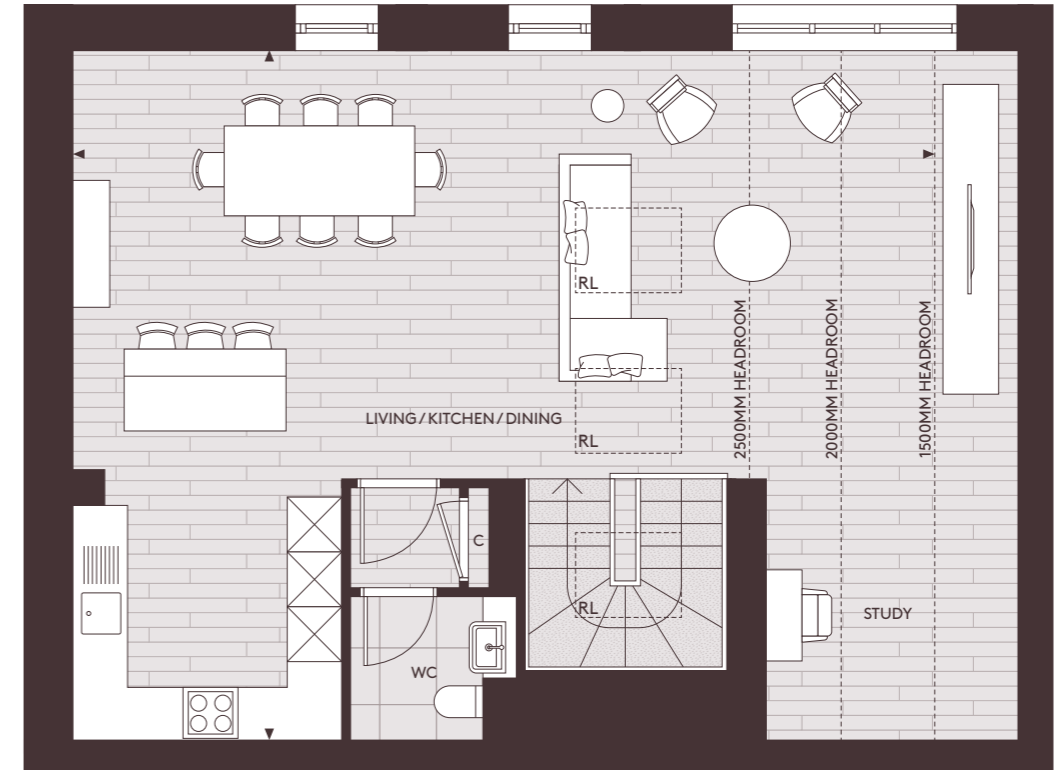 RL
2500MM HEADROOM
2000MM HEADROOM
1500MM HEADROOM
LIVING / KITCHEN / DINING
RL
C
RL
STUDY
WC